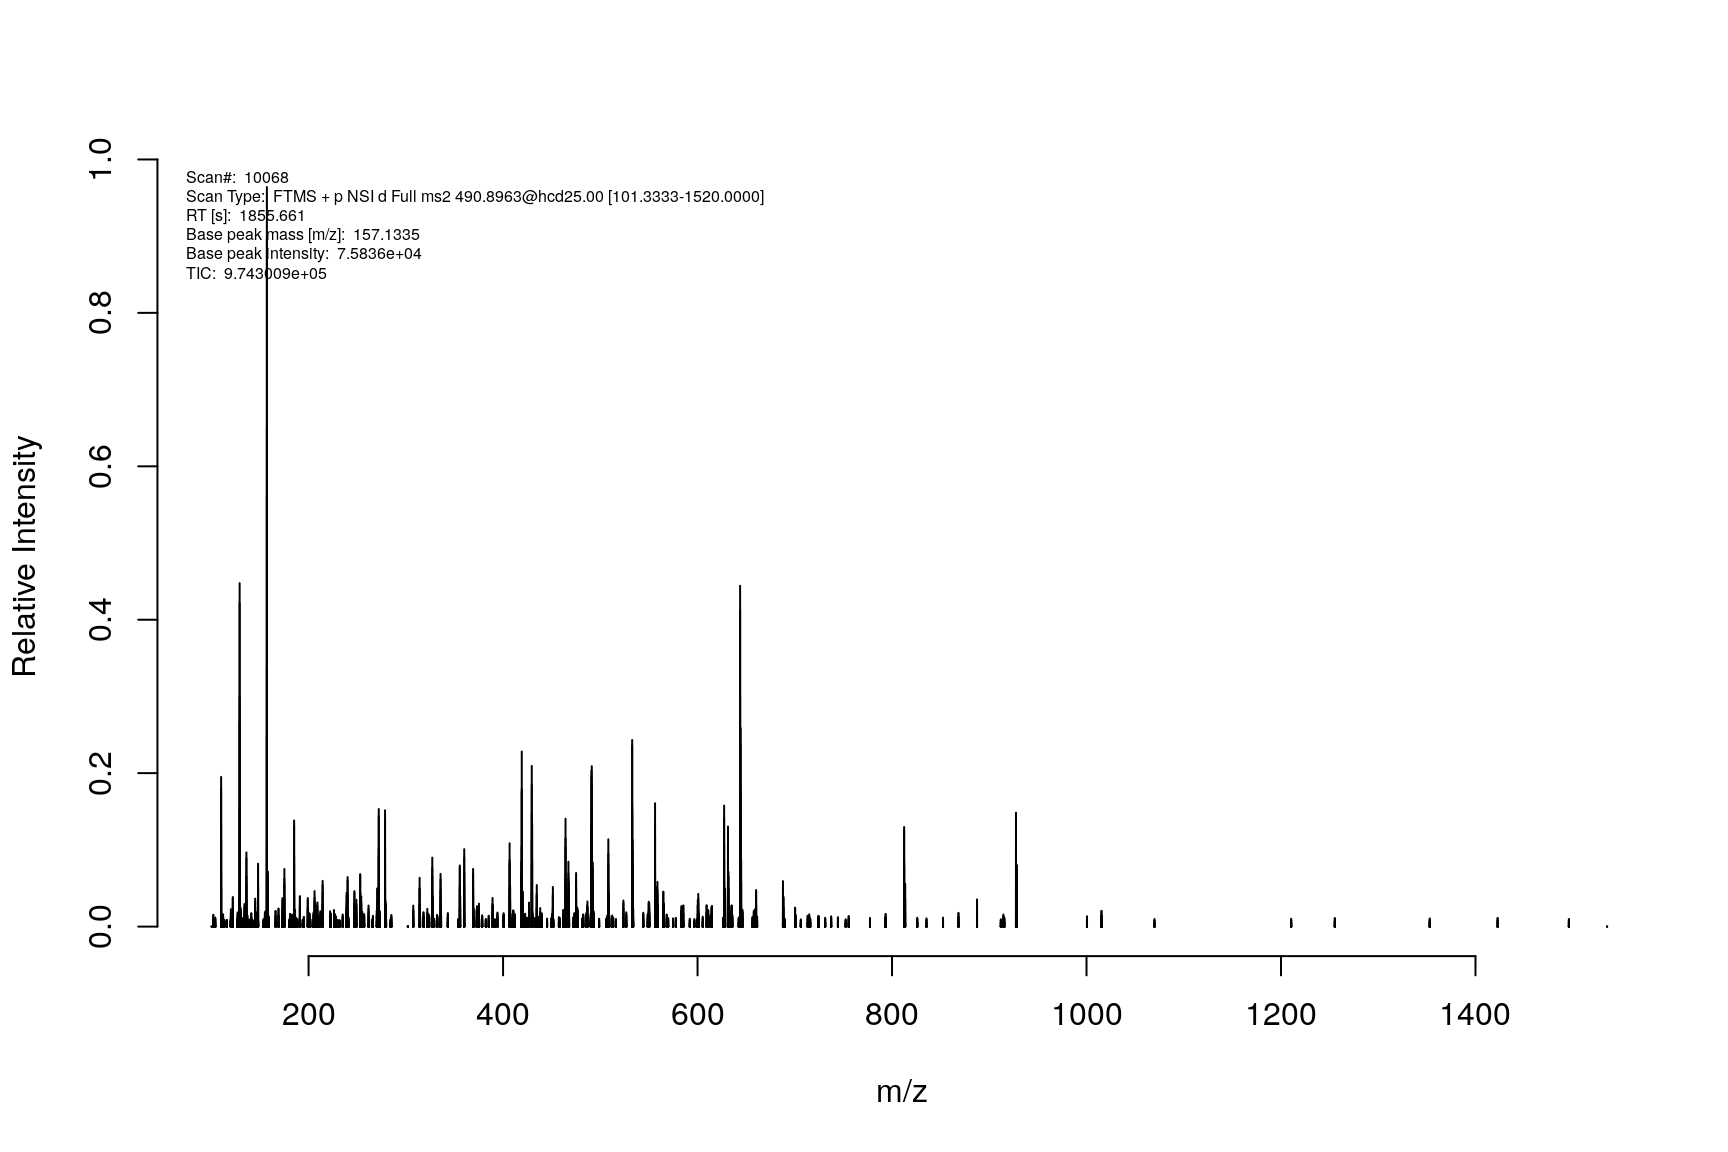 Scan#: 10068
Scan Type: FTMS + p NSI d Full ms2 490.8963@hcd25.00 [101.3333-1520.0000]
RT [s]: 1855.661
Base peak mass [m/z]: 157.1335
Base peak intensity: 7.5836e+04
TIC: 9.743009e+05
1.0
0.8
0.6
0.4
0.2
0.0
Relative Intensity
200 400 600 800 1000 1200 1400
m/z